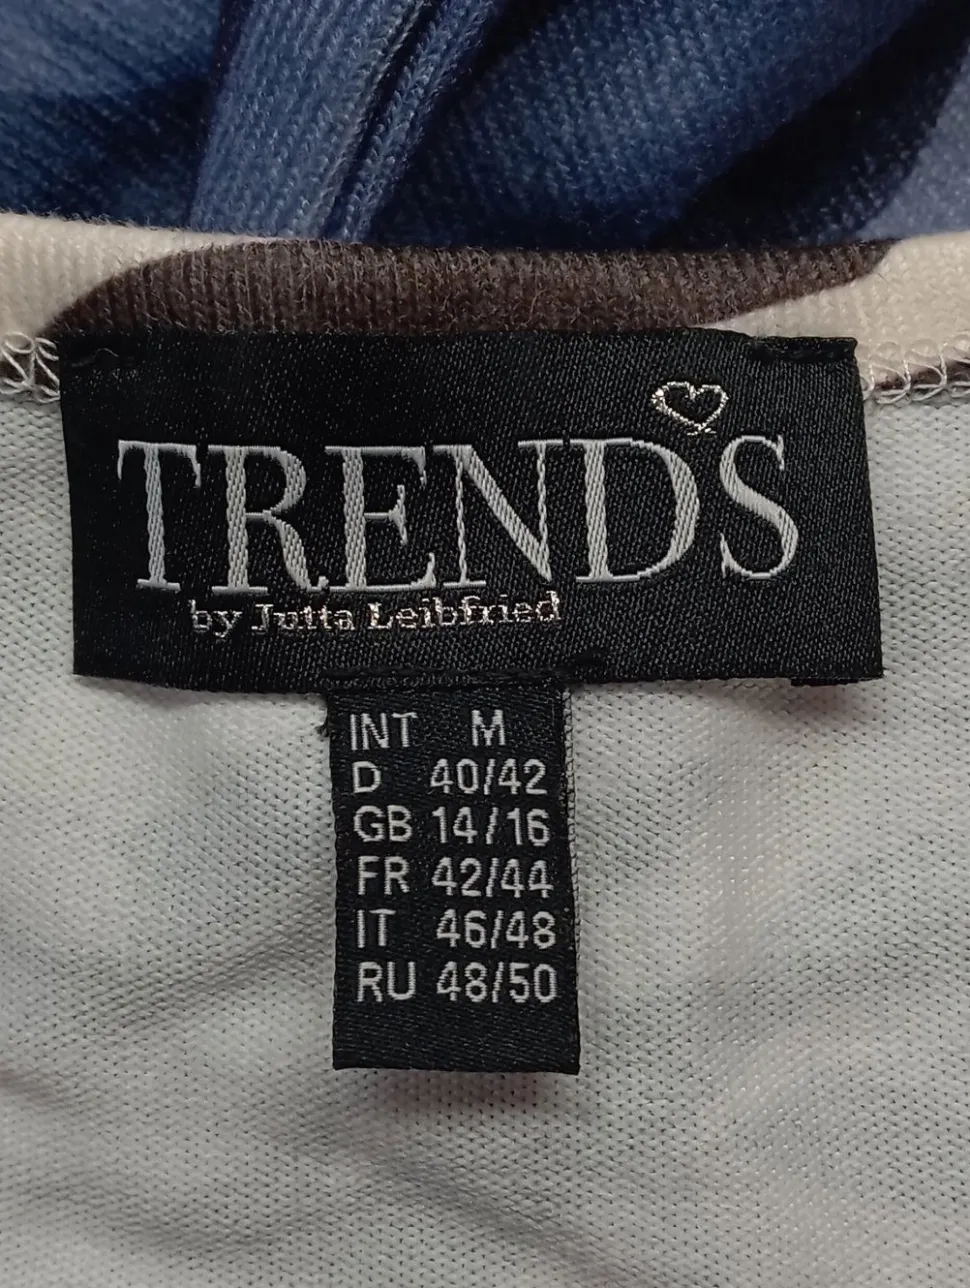 TRENDS
by Jutta Leibfried
INT M
D 40/42
GB 14/16
FR 42/44
IT 46/48
RU 48/50